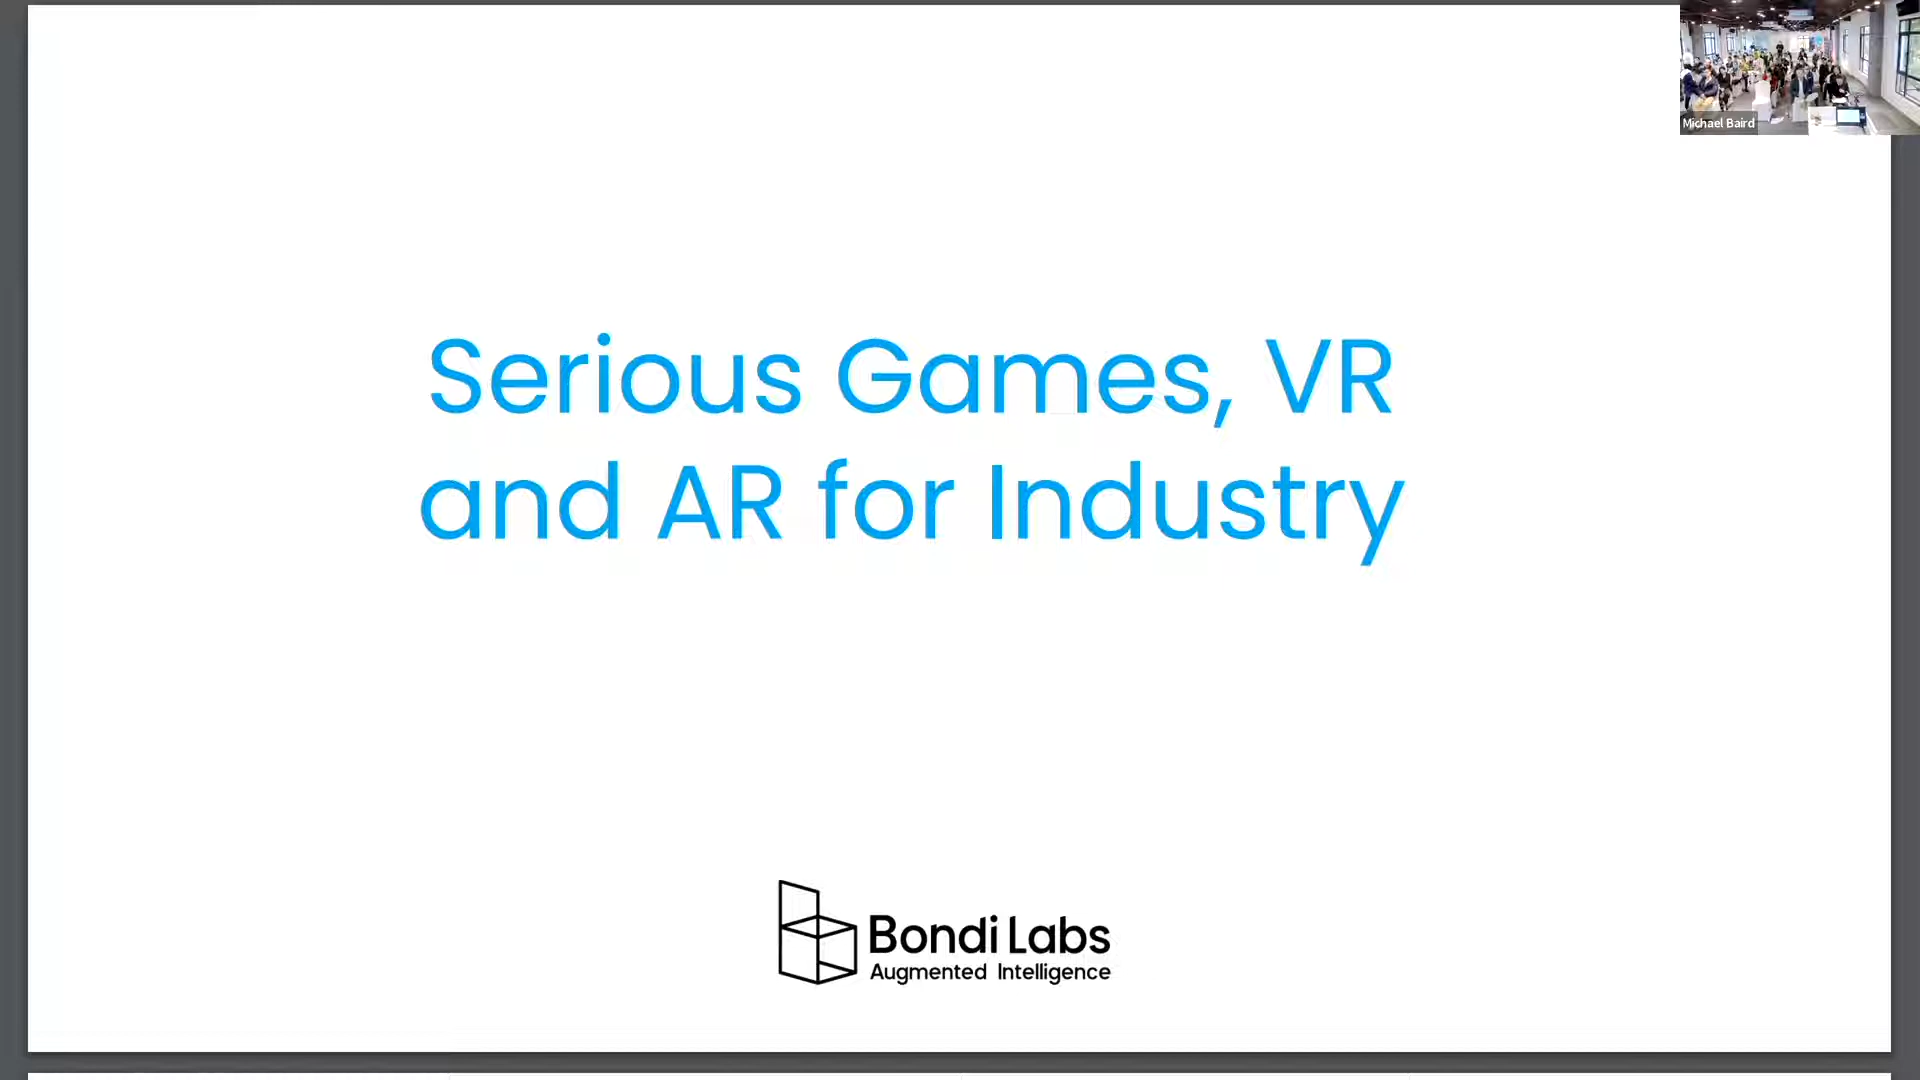 Michael Baird
Serious Games, VR
and AR for Industry
Bondi Labs
Augmented Intelligence